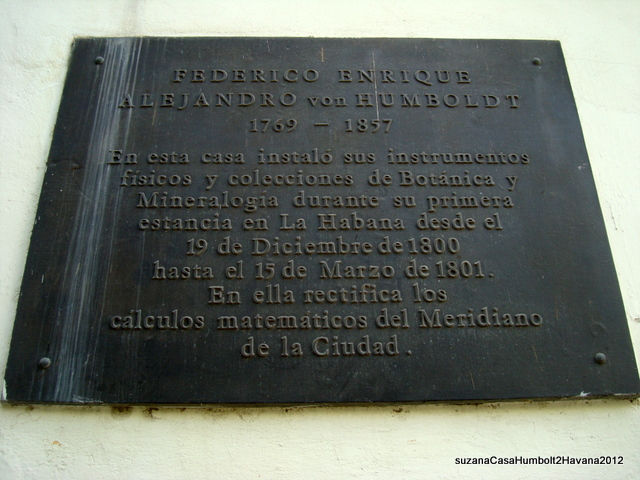 FEDERICO ENRIQUE
ALEJANDRO von HUMBOLDT
1769 – 1857
En esta casa instaló sus instrumentos
físicos y colecciones de Botánica y
Mineralogía durante su primera
estancia en La Habana desde el
19 de Diciembre de 1800
hasta el 15 de Marzo de 1801.
En ella rectifica los
cálculos matemáticos del Meridiano
de la Ciudad.
suzanaCasaHumbolt2Havana2012